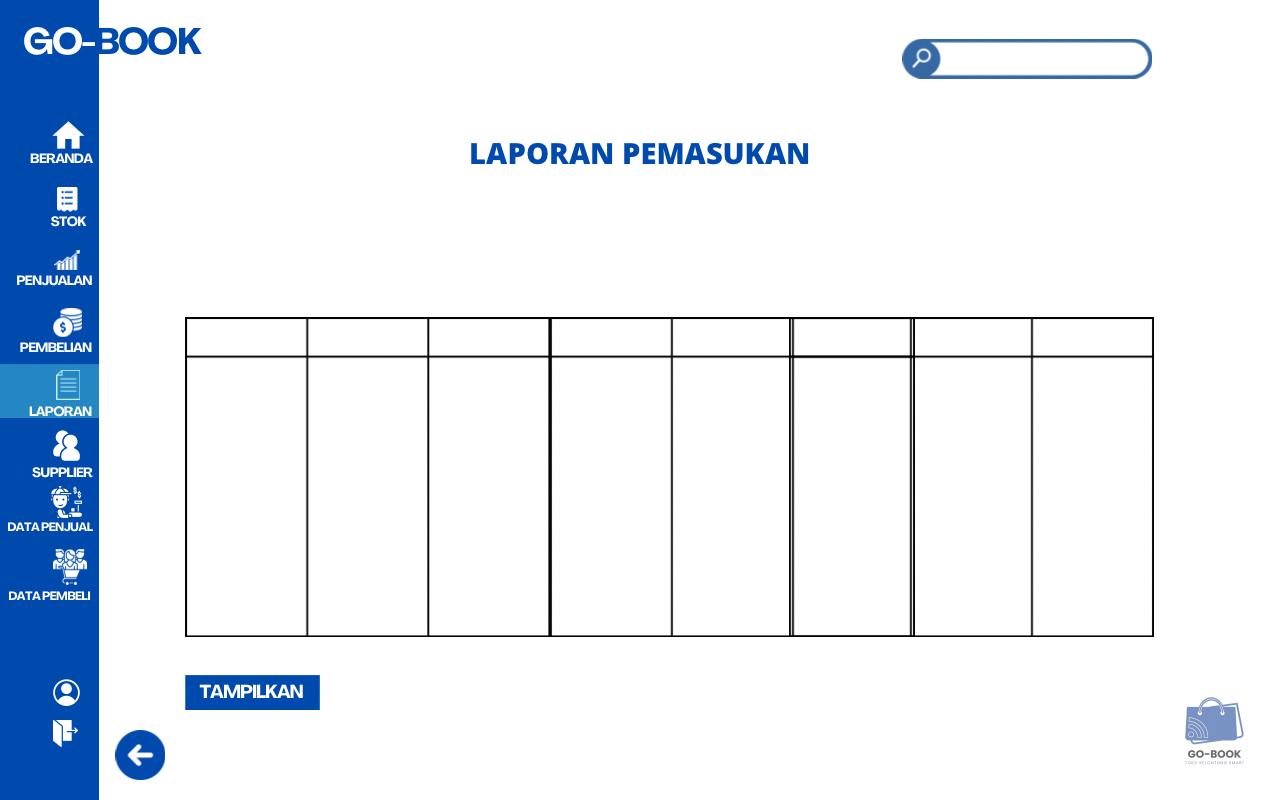 GO-BOOK
LAPORAN PEMASUKAN
BERANDA
STOK
PENJUALAN
PEMBELIAN
LAPORAN
SUPPLIER
DATA PENJUAL
DATA PEMBELI
TAMPILKAN
GO-BOOK
TOKO KELONTONG SMART